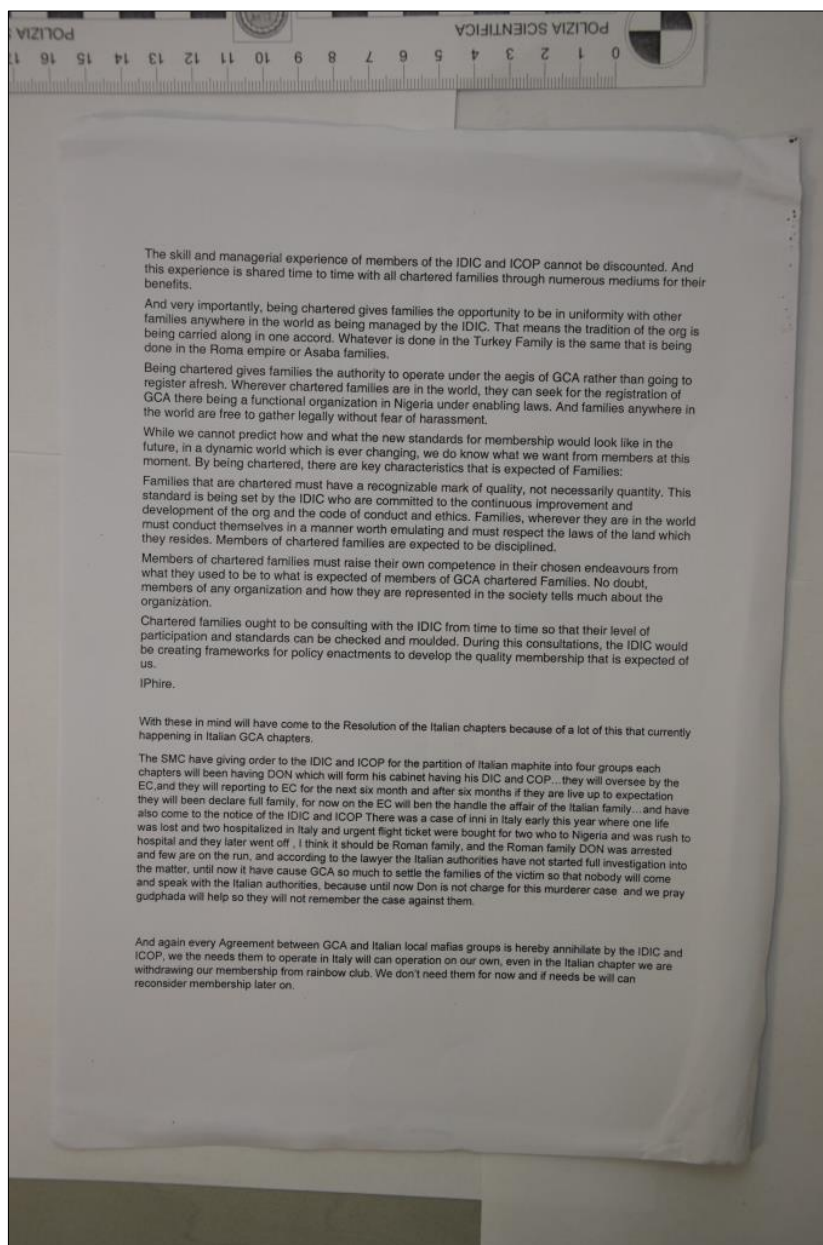 POLIZIA SCIENTIFICA
POLIZIA
16 15 14 13 12 11 10 9 8 7 6 5 4 3 2 1 0
The skill and managerial experience of members of the IDIC and ICOP cannot be discounted. And
this experience is shared time to time with all chartered families through numerous mediums for their
benefits.
And very importantly, being chartered gives families the opportunity to be in uniformity with other
families anywhere in the world as being managed by the IDIC. That means the tradition of the org is
being carried along in one accord. Whatever is done in the Turkey Family is the same that is being
done in the Roma empire or Asaba families.
Being chartered gives families the authority to operate under the aegis of GCA rather than going to
register afresh. Wherever chartered families are in the world, they can seek for the registration of
GCA there being a functional organization in Nigeria under enabling laws. And families anywhere in
the world are free to gather legally without fear of harassment.
While we cannot predict how and what the new standards for membership would look like in the
future, in a dynamic world which is ever changing, we do know what we want from members at this
moment. By being chartered, there are key characteristics that is expected of Families:
Families that are chartered must have a recognizable mark of quality, not necessarily quantity. This
standard is being set by the IDIC who are committed to the continuous improvement and
development of the org and the code of conduct and ethics. Families, wherever they are in the world
must conduct themselves in a manner worth emulating and must respect the laws of the land which
they resides. Members of chartered families are expected to be disciplined.
Members of chartered families must raise their own competence in their chosen endeavours from
what they used to be to what is expected of members of GCA chartered Families. No doubt,
members of any organization and how they are represented in the society tells much about the
organization.
Chartered families ought to be consulting with the IDIC from time to time so that their level of
participation and standards can be checked and moulded. During this consultations, the IDIC would
be creating frameworks for policy enactments to develop the quality membership that is expected of
us.
IPhire.
With these in mind will have come to the Resolution of the Italian chapters because of a lot of this that currently
happening in Italian GCA chapters.
The SMC have giving order to the IDIC and ICOP for the partition of Italian maphite into four groups each
chapters will been having DON which will form his cabinet having his DIC and COP...they will oversee by the
EC,and they will reporting to EC for the next six month and after six months if they are live up to expectation
they will been declare full family, for now on the EC will ben the handle the affair of the Italian family...and have
also come to the notice of the IDIC and ICOP There was a case of inni in Italy early this year where one life
was lost and two hospitalized in Italy and urgent flight ticket were bought for two who to Nigeria and was rush to
hospital and they later went off , I think it should be Roman family, and the Roman family DON was arrested
and few are on the run, and according to the lawyer the Italian authorities have not started full investigation into
the matter, until now it have cause GCA so much to settle the families of the victim so that nobody will come
and speak with the Italian authorities, because until now Don is not charge for this murderer case and we pray
gudphada will help so they will not remember the case against them.
And again every Agreement between GCA and Italian local mafias groups is hereby annihilate by the IDIC and
ICOP, we the needs them to operate in Italy will can operation on our own, even in the Italian chapter we are
withdrawing our membership from rainbow club. We don't need them for now and if needs be will can
reconsider membership later on.